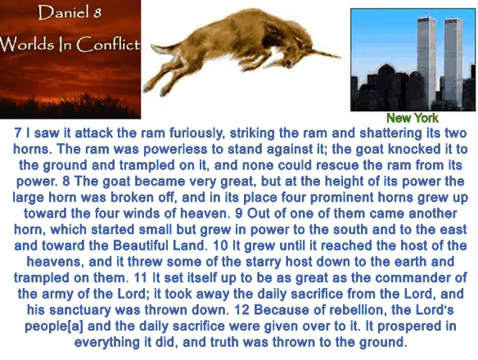 Daniel 8
Worlds In Conflict
New York
7 I saw it attack the ram furiously, striking the ram and shattering its two
horns. The ram was powerless to stand against it; the goat knocked it to
the ground and trampled on it, and none could rescue the ram from its
power. 8 The goat became very great, but at the height of its power the
large horn was broken off, and in its place four prominent horns grew up
toward the four winds of heaven. 9 Out of one of them came another
horn, which started small but grew in power to the south and to the east
and toward the Beautiful Land. 10 It grew until it reached the host of the
heavens, and it threw some of the starry host down to the earth and
trampled on them. 11 It set itself up to be as great as the commander of
the army of the Lord; it took away the daily sacrifice from the Lord, and
his sanctuary was thrown down. 12 Because of rebellion, the Lord's
people[a] and the daily sacrifice were given over to it. It prospered in
everything it did, and truth was thrown to the ground.